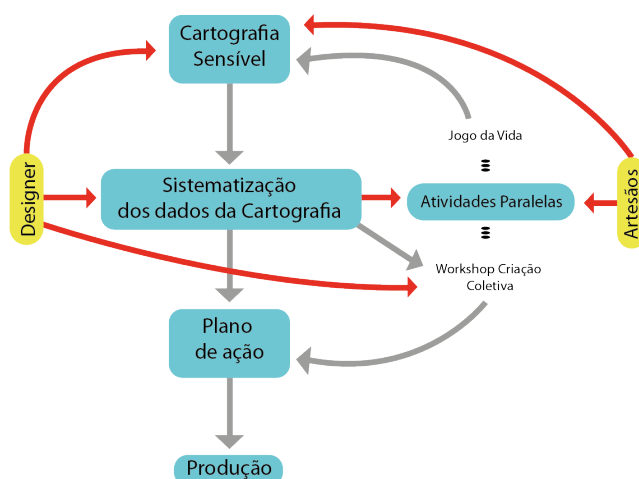 Cartografia
Sensível
Jogo da Vida
Designer
Sistematização
dos dados da Cartografia
Atividades Paralelas
Artesãos
Workshop Criação
Coletiva
Plano
de ação
Produção